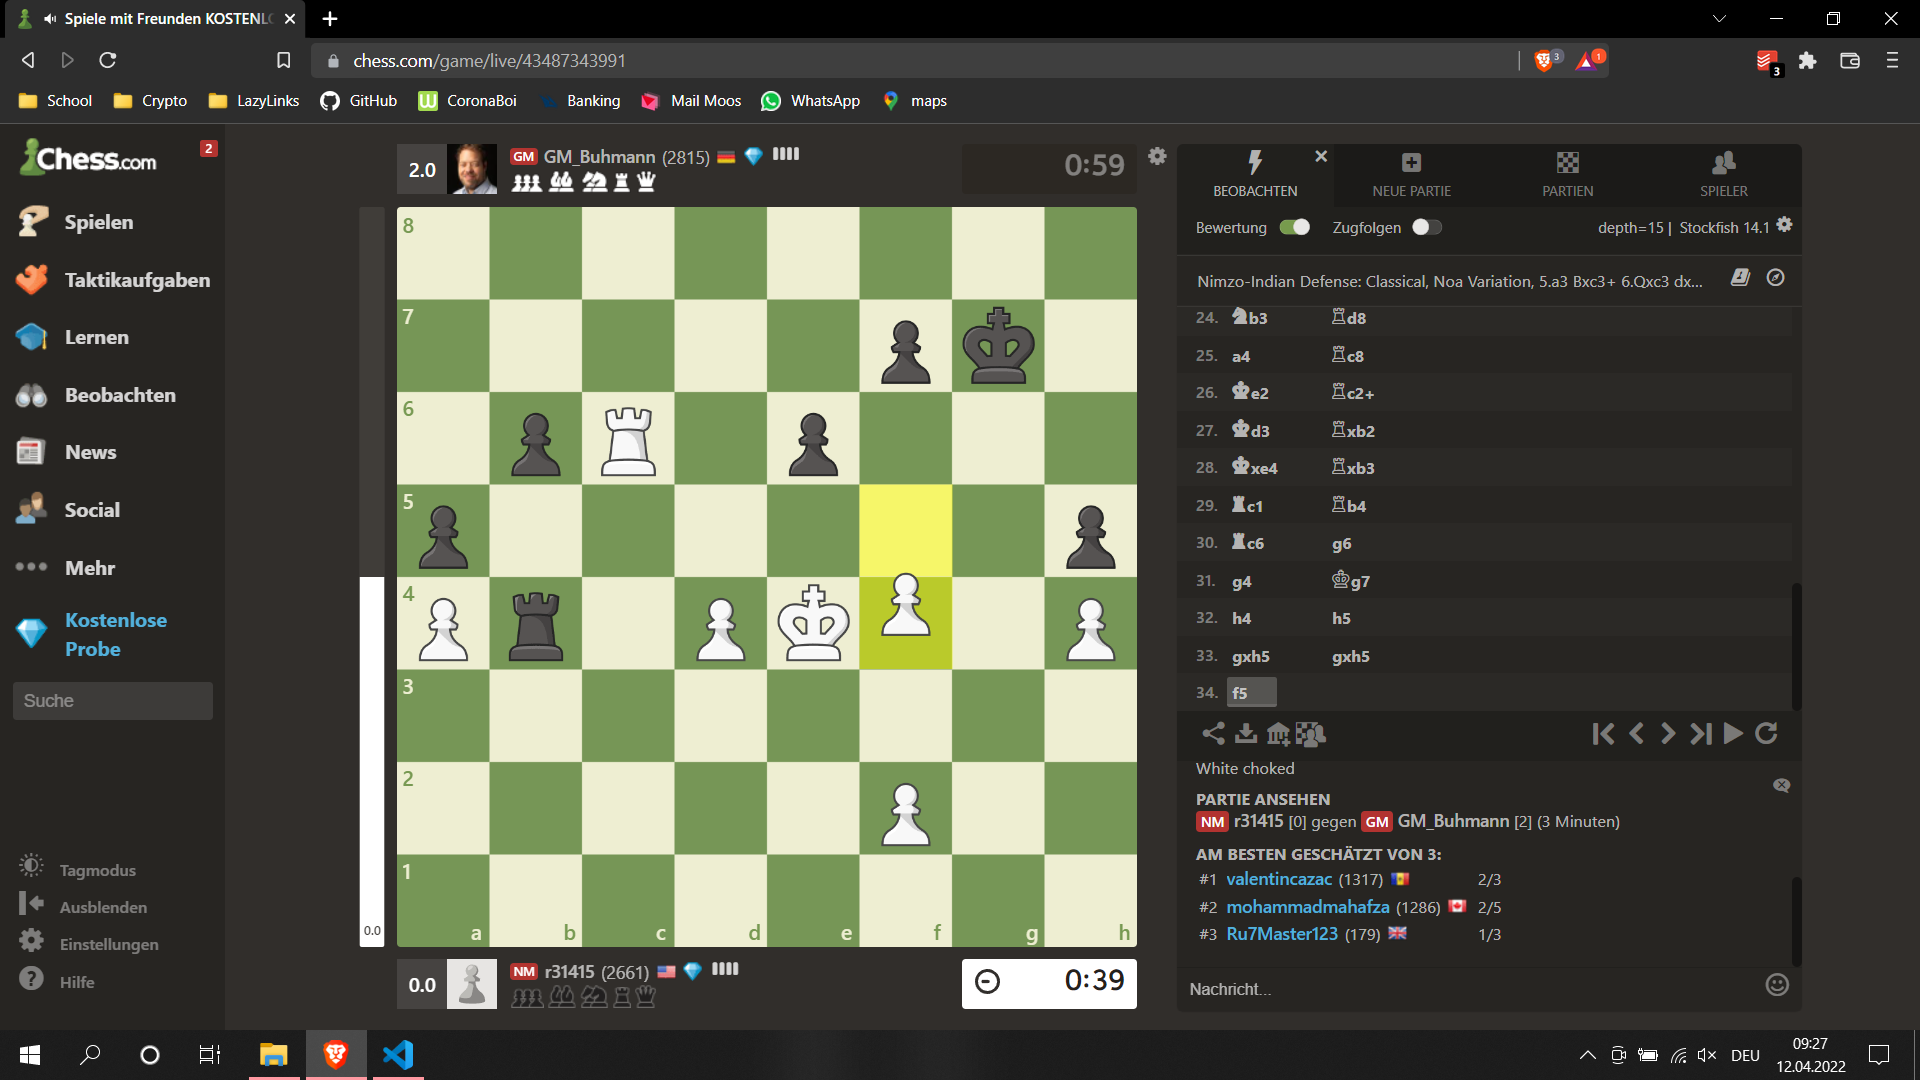 Spiele mit Freunden KOSTENLO
chess.com/game/live/43487343991
3
1
3
School
Crypto
LazyLinks
GitHub
CoronaBoi
Banking
Mail Moos
WhatsApp
maps
Chess.com
2
Spielen
Taktikaufgaben
Lernen
Beobachten
News
Social
Mehr
Kostenlose
Probe
Suche
Tagmodus
Ausblenden
Einstellungen
Hilfe
2.0
GM GM_Buhmann (2815)
0:59
8
7
6
5
4
3
2
1
a b c d e f g h
0.0
0.0
NM r31415 (2661)
0:39
BEOBACHTEN
NEUE PARTIE
PARTIEN
SPIELER
Bewertung Zugfolgen depth=15 | Stockfish 14.1
Nimzo-Indian Defense: Classical, Noa Variation, 5.a3 Bxc3+ 6.Qxc3 dx...
24. b3 d8
25. a4 c8
26. e2 c2+
27. d3 xb2
28. xe4 xb3
29. c1 b4
30. c6 g6
31. g4 g7
32. h4 h5
33. gxh5 gxh5
34. f5
White choked
PARTIE ANSEHEN
NM r31415 [0] gegen GM GM_Buhmann [2] (3 Minuten)
AM BESTEN GESCHÄTZT VON 3:
#1 valentincazac (1317) 2/3
#2 mohammadmahafza (1286) 2/5
#3 Ru7Master123 (179) 1/3
Nachricht...
DEU
09:27
12.04.2022